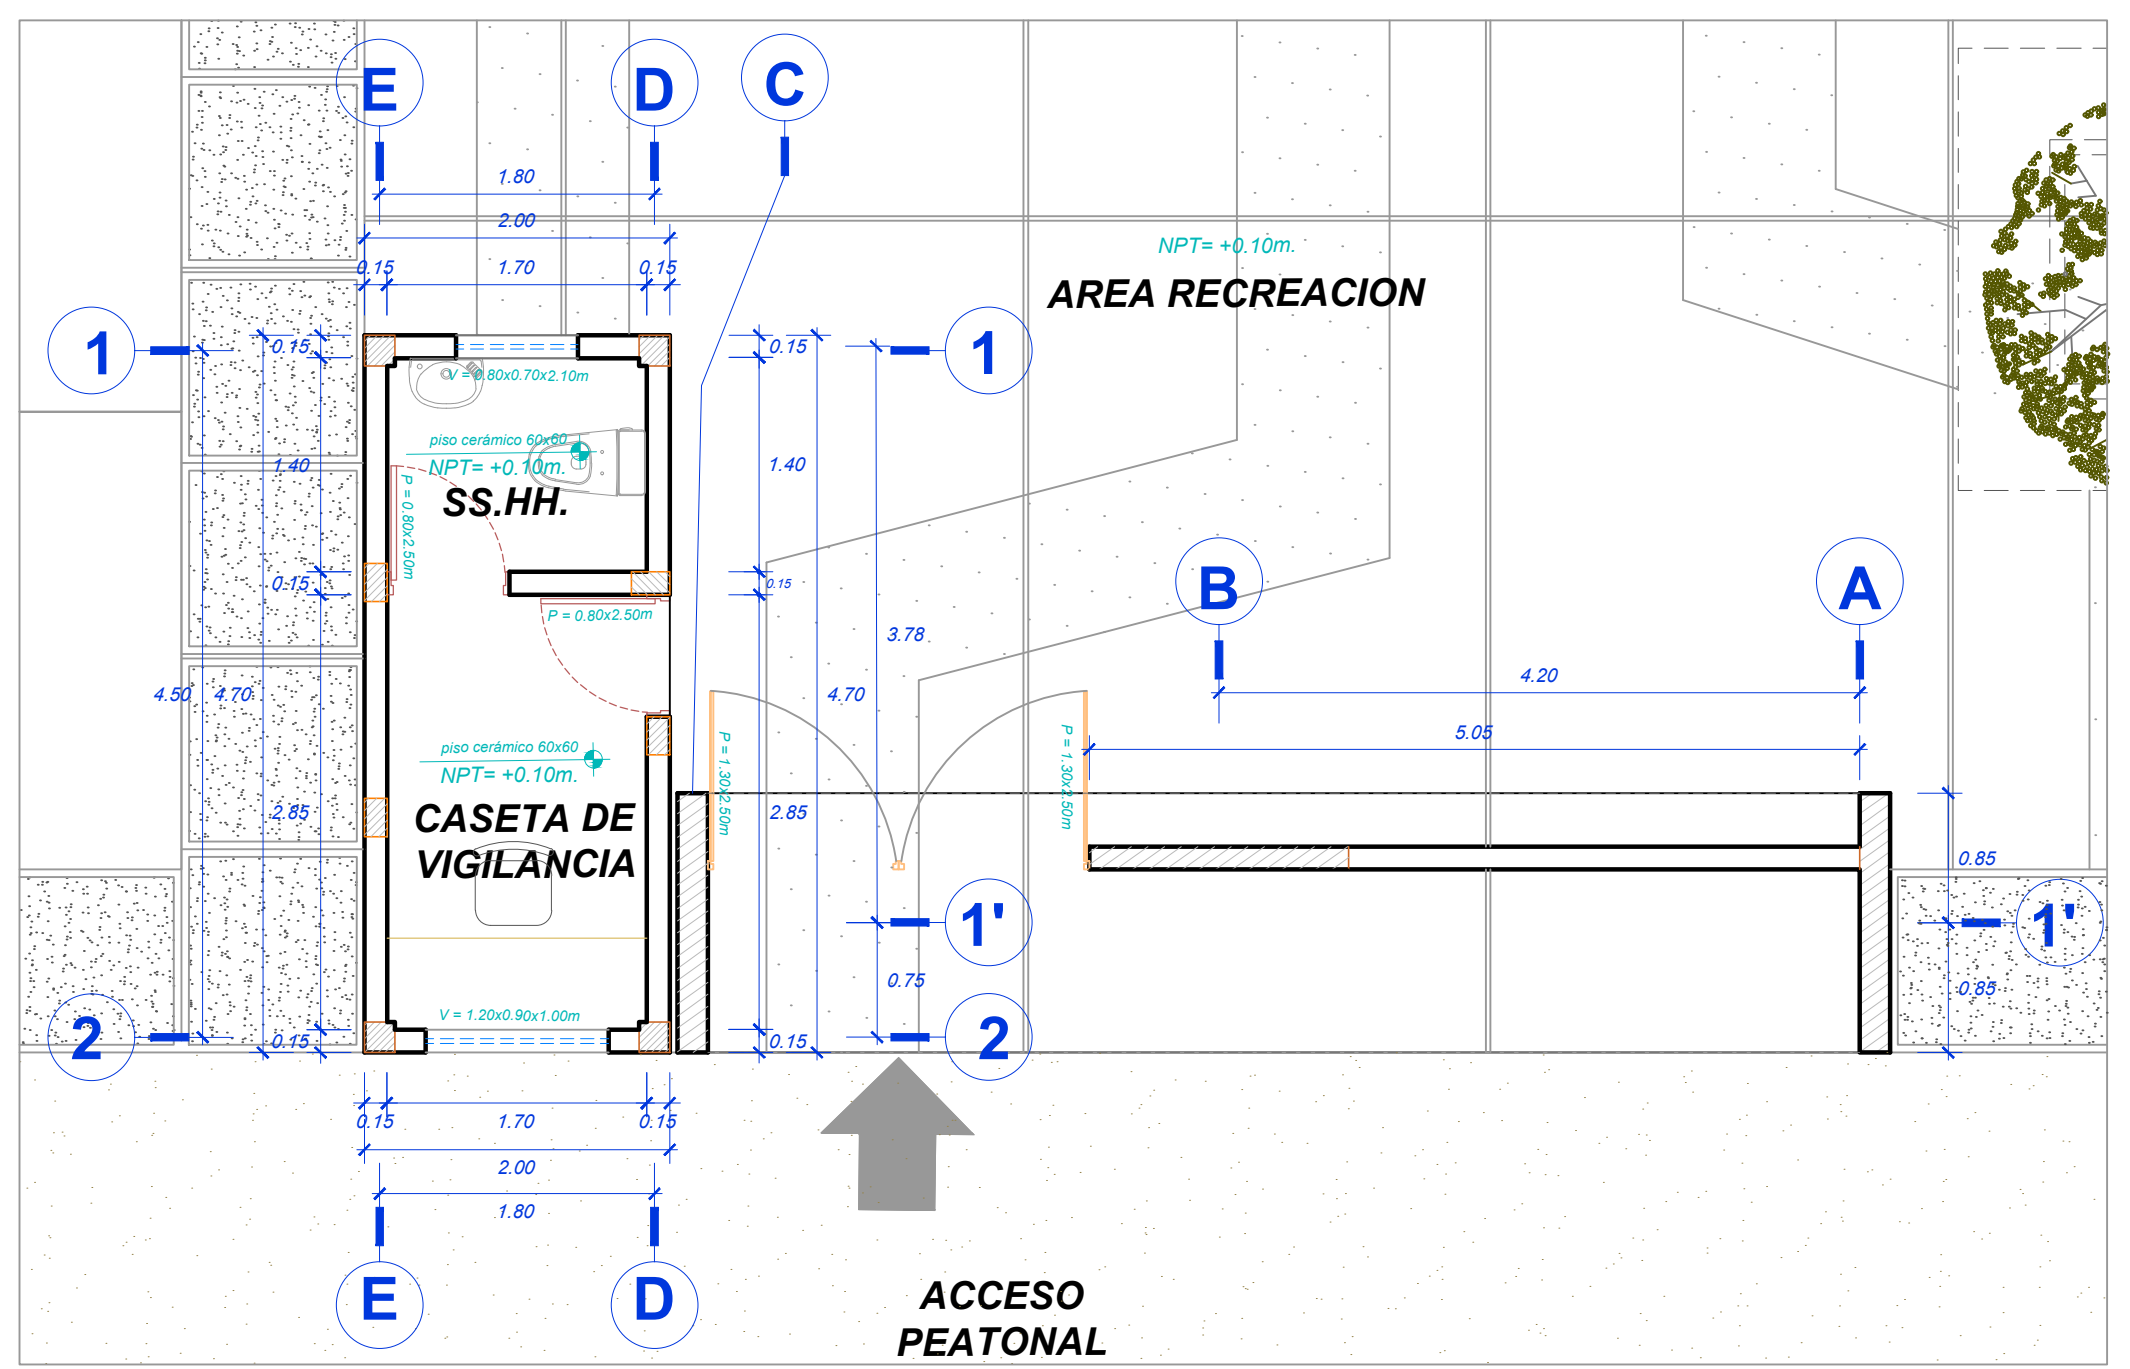 E
D
C
1.80
2.00
0.15
1.70
0.15
NPT= +0.10m.
AREA RECREACION
1
0.15
0.15
1
V = 0.80x0.70x2.10m
piso cerámico 60x60
NPT= +0.10m.
SS.HH.
1.40
1.40
P = 0.80x2.50m
0.15
0.15
B
A
P = 0.80x2.50m
3.78
4.20
4.50
4.70
4.70
5.05
piso cerámico 60x60
NPT= +0.10m.
P = 1.30x2.50m
P = 1.30x2.50m
CASETA DE
VIGILANCIA
2.85
2.85
0.85
1'
1'
0.75
0.85
V = 1.20x0.90x1.00m
2
0.15
0.15
2
0.15
1.70
0.15
2.00
1.80
E
D
ACCESO
PEATONAL